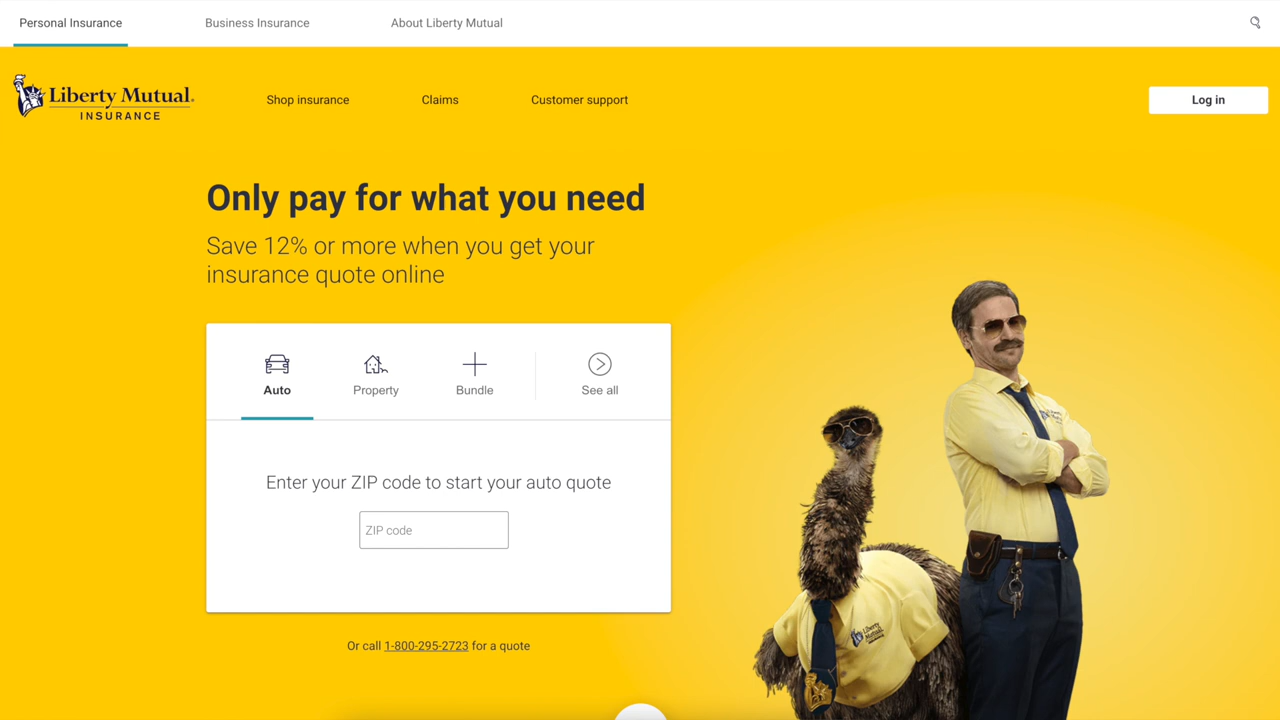 Personal Insurance
Business Insurance
About Liberty Mutual
Liberty Mutual®
INSURANCE
Shop insurance
Claims
Customer support
Log in
Only pay for what you need
Save 12% or more when you get your
insurance quote online
Auto
Property
Bundle
See all
Enter your ZIP code to start your auto quote
ZIP code
Or call 1-800-295-2723 for a quote
Liberty
Mutual
INSURANCE